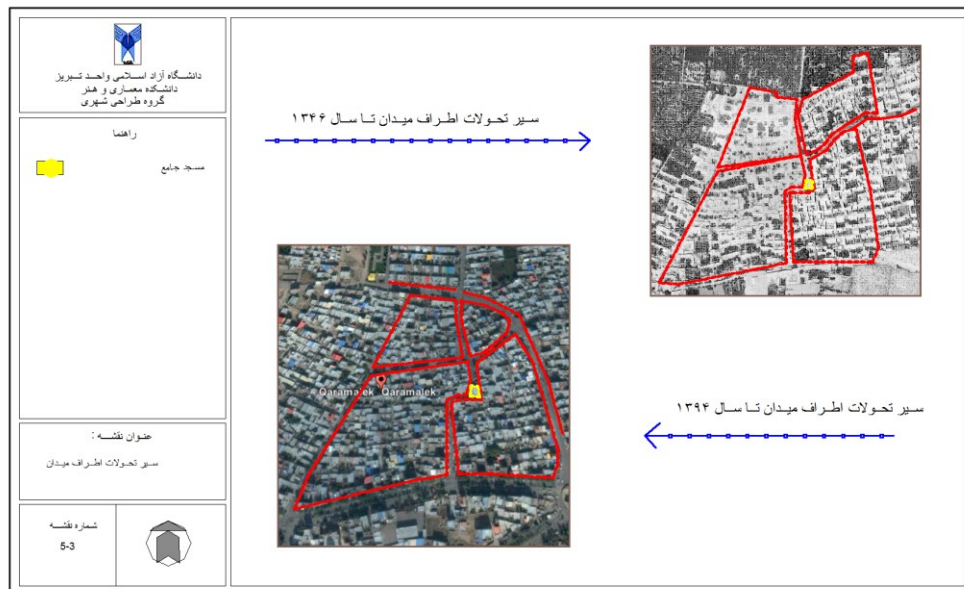 دانشگاه آزاد اسلامی واحد تبریز
دانشکده معماری و هنر
گروه طراحی شهری
راهنما
مسجد جامع
عنوان نقشه :
سیر تحولات اطراف میدان
شماره نقشه
5-3
سیر تحولات اطراف میدان تا سال ۱۳۴۶
Qaramalek Qaramalek
سیر تحولات اطراف میدان تا سال ۱۳۹۴